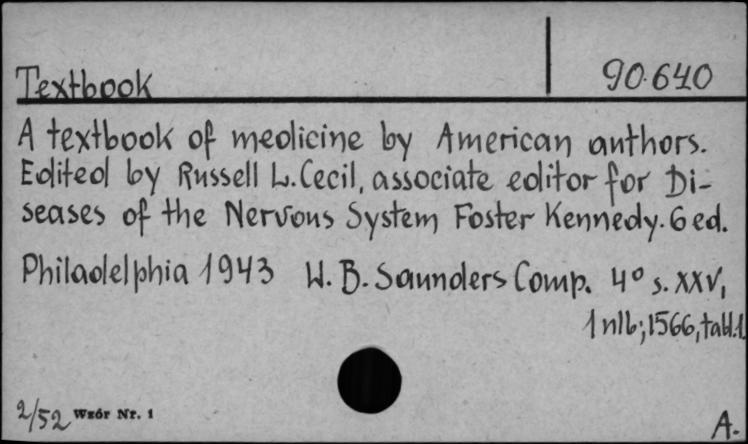 Textbook 90.640
A textbook of medicine by American authors.
Edited by Russell L. Cecil, associate editor for Di-
seases of the Nervous System Foster Kennedy. 6 ed.
Philadelphia 1943 W. B. Saunders Comp. 4° s. XXV,
1 nlb; 1566, tabl. 1.
2/52 Wzór Nr. 1
A.